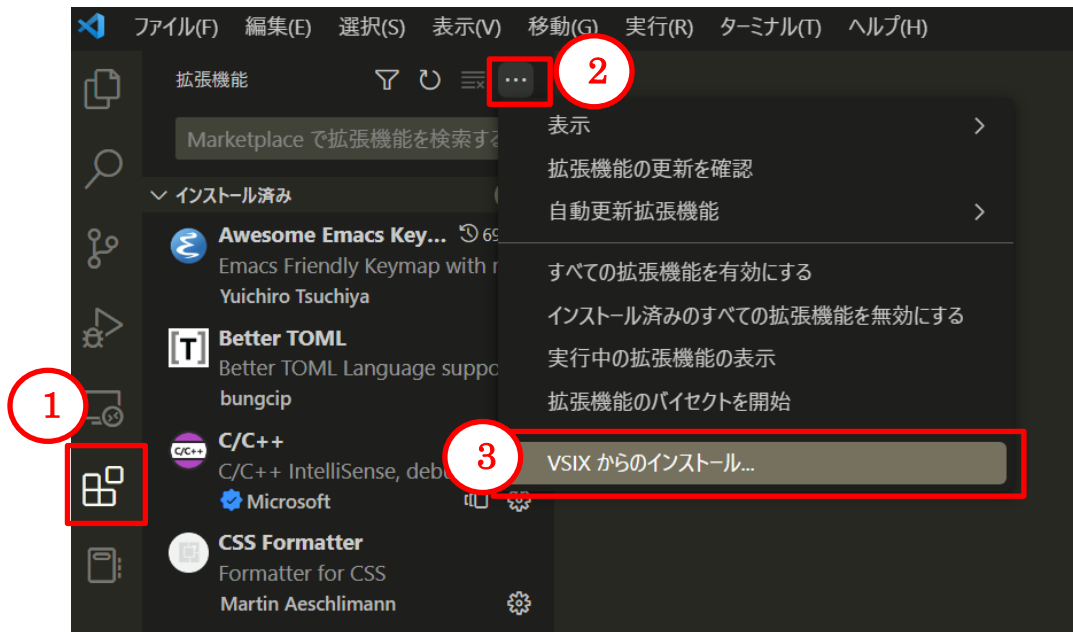 ファイル(F) 編集(E) 選択(S) 表示(V) 移動(G) 実行(R) ターミナル(T) ヘルプ(H)
拡張機能
2
Marketplace で拡張機能を検索する
表示
拡張機能の更新を確認
自動更新拡張機能
すべての拡張機能を有効にする
インストール済みのすべての拡張機能を無効にする
実行中の拡張機能の表示
拡張機能のバイセクトを開始
3
VSIX からのインストール...
インストール済み
Awesome Emacs Key... 69
Emacs Friendly Keymap with
Yuichiro Tsuchiya
[T]
Better TOML
Better TOML Language suppo
bungcip
1
C/C++
C/C++
C/C++ IntelliSense, deb
Microsoft
CSS Formatter
Formatter for CSS
Martin Aeschlimann